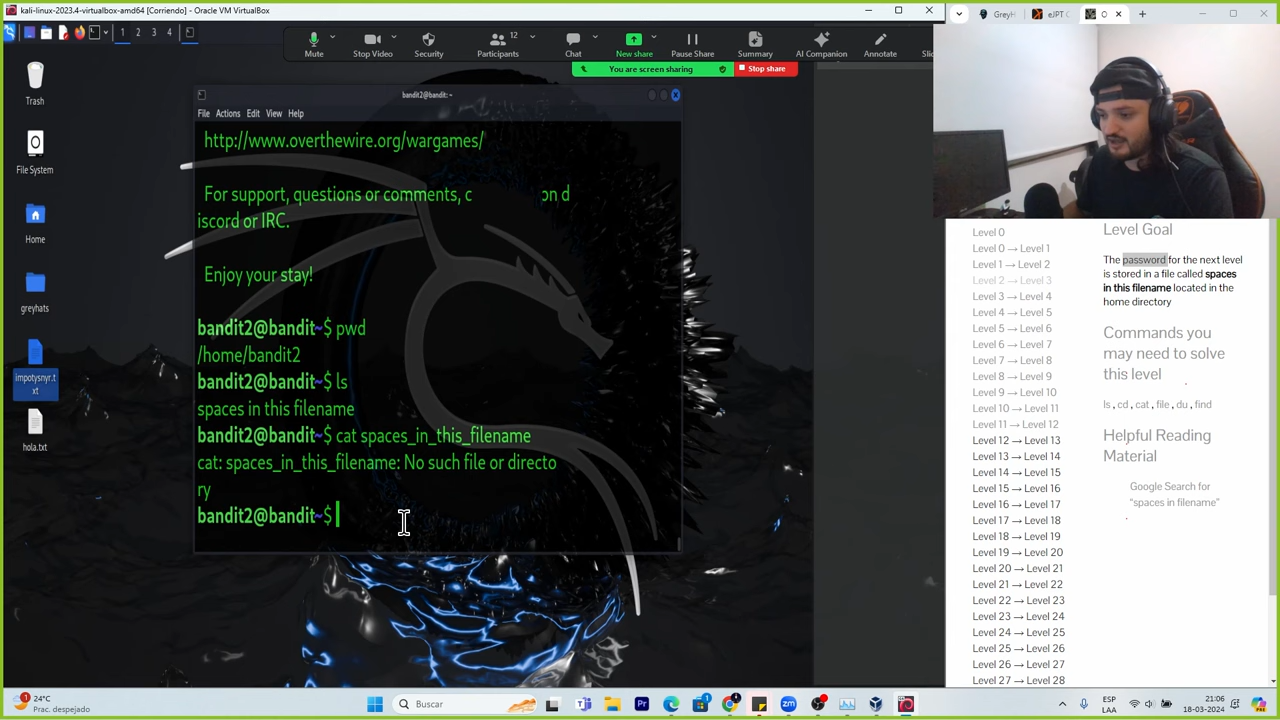 kali-linux-2023.4-virtualbox-amd64 [Corriendo] - Oracle VM VirtualBox
GreyH
eJPT C
O
1 2 3 4
Mute
Stop Video
Security
12
Participants
Chat
New share
Pause Share
Summary
AI Companion
Annotate
You are screen sharing
Stop share
Trash
File System
Home
greyhats
impotysnyr.t
xt
hola.txt
bandit2@bandit: ~
File Actions Edit View Help
http://www.overthewire.org/wargames/
For support, questions or comments, c on d
iscord or IRC.
Enjoy your stay!
bandit2@bandit:~$ pwd
/home/bandit2
bandit2@bandit:~$ ls
spaces in this filename
bandit2@bandit:~$ cat spaces_in_this_filename
cat: spaces_in_this_filename: No such file or directo
ry
bandit2@bandit:~$
Level 0
Level 0 → Level 1
Level 1 → Level 2
Level 2 → Level 3
Level 3 → Level 4
Level 4 → Level 5
Level 5 → Level 6
Level 6 → Level 7
Level 7 → Level 8
Level 8 → Level 9
Level 9 → Level 10
Level 10 → Level 11
Level 11 → Level 12
Level 12 → Level 13
Level 13 → Level 14
Level 14 → Level 15
Level 15 → Level 16
Level 16 → Level 17
Level 17 → Level 18
Level 18 → Level 19
Level 19 → Level 20
Level 20 → Level 21
Level 21 → Level 22
Level 22 → Level 23
Level 23 → Level 24
Level 24 → Level 25
Level 25 → Level 26
Level 26 → Level 27
Level 27 → Level 28
Level Goal
The password for the next level
is stored in a file called spaces
in this filename located in the
home directory
Commands you
may need to solve
this level
ls , cd , cat , file , du , find
Helpful Reading
Material
Google Search for
“spaces in filename”
24°C
Prac. despejado
Buscar
ESP
LAA
21:06
18-03-2024